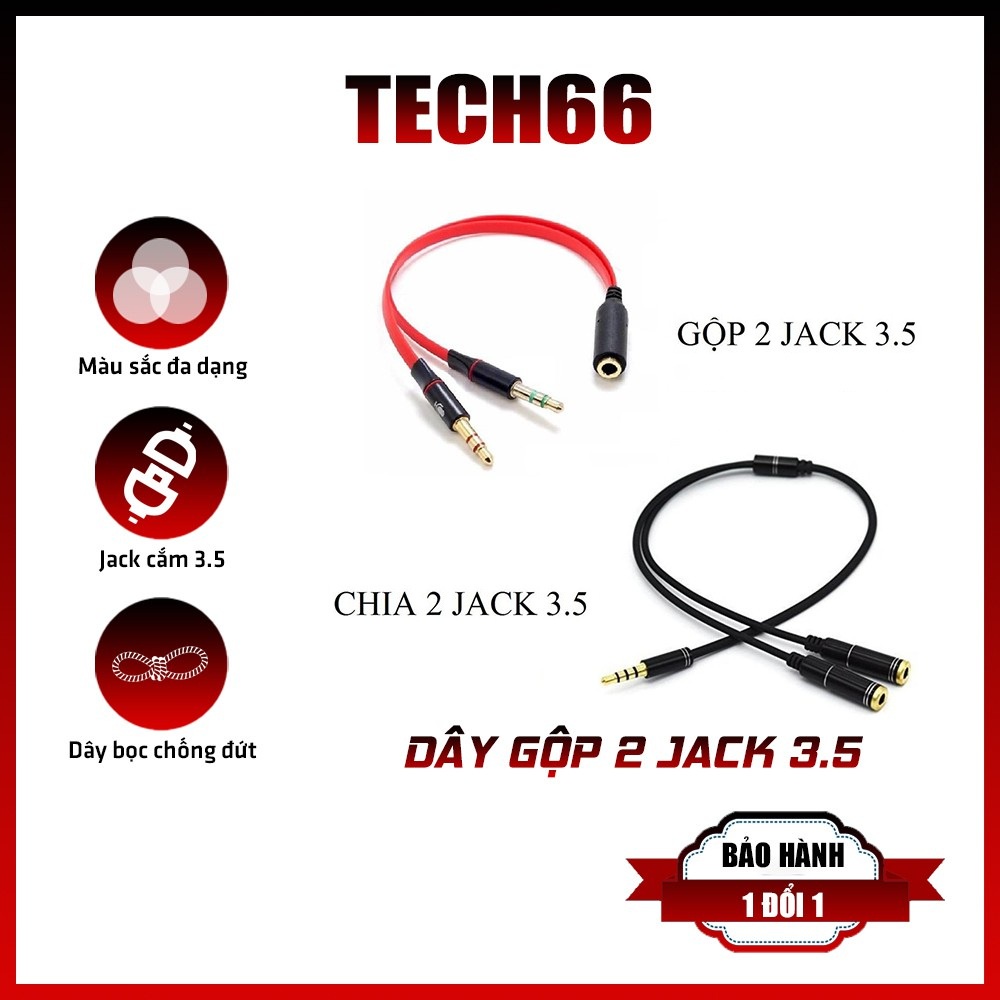 TECH66
Màu sắc đa dạng
GỘP 2 JACK 3.5
Jack cắm 3.5
CHIA 2 JACK 3.5
Dây bọc chống đứt
DÂY GỘP 2 JACK 3.5
BẢO HÀNH
1 ĐỔI 1